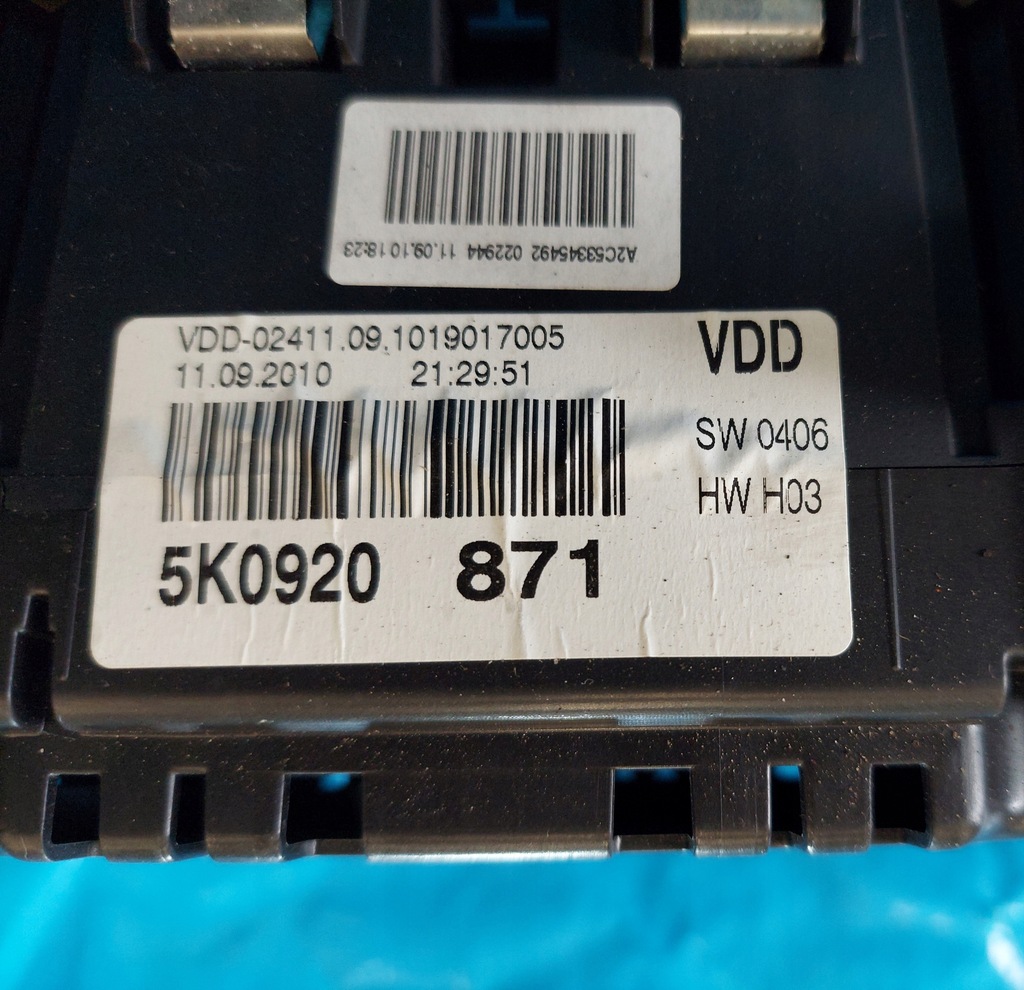 A2C53345492 022944 11.09.10 18:23
VDD-02411.09.1019017005
11.09.2010 21:29:51
VDD
SW 0406
HW H03
5K0920 871